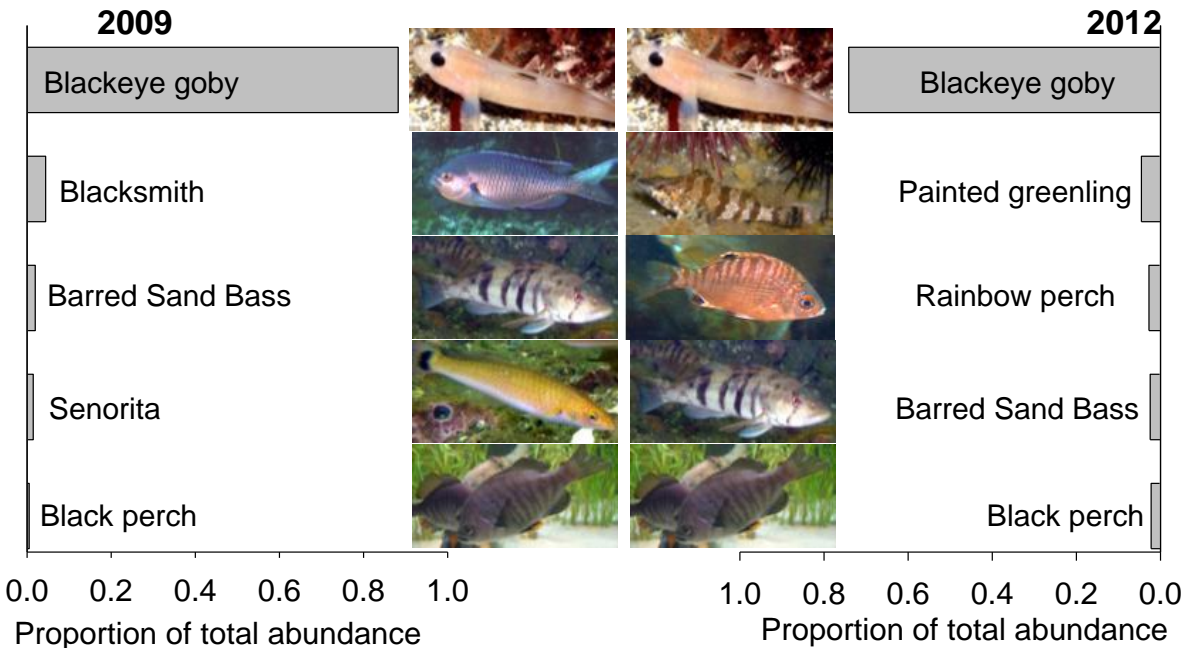 2009
Blackeye goby
Blacksmith
Barred Sand Bass
Senorita
Black perch
0.0 0.2 0.4 0.6 0.8 1.0
Proportion of total abundance
2012
Blackeye goby
Painted greenling
Rainbow perch
Barred Sand Bass
Black perch
1.0 0.8 0.6 0.4 0.2 0.0
Proportion of total abundance